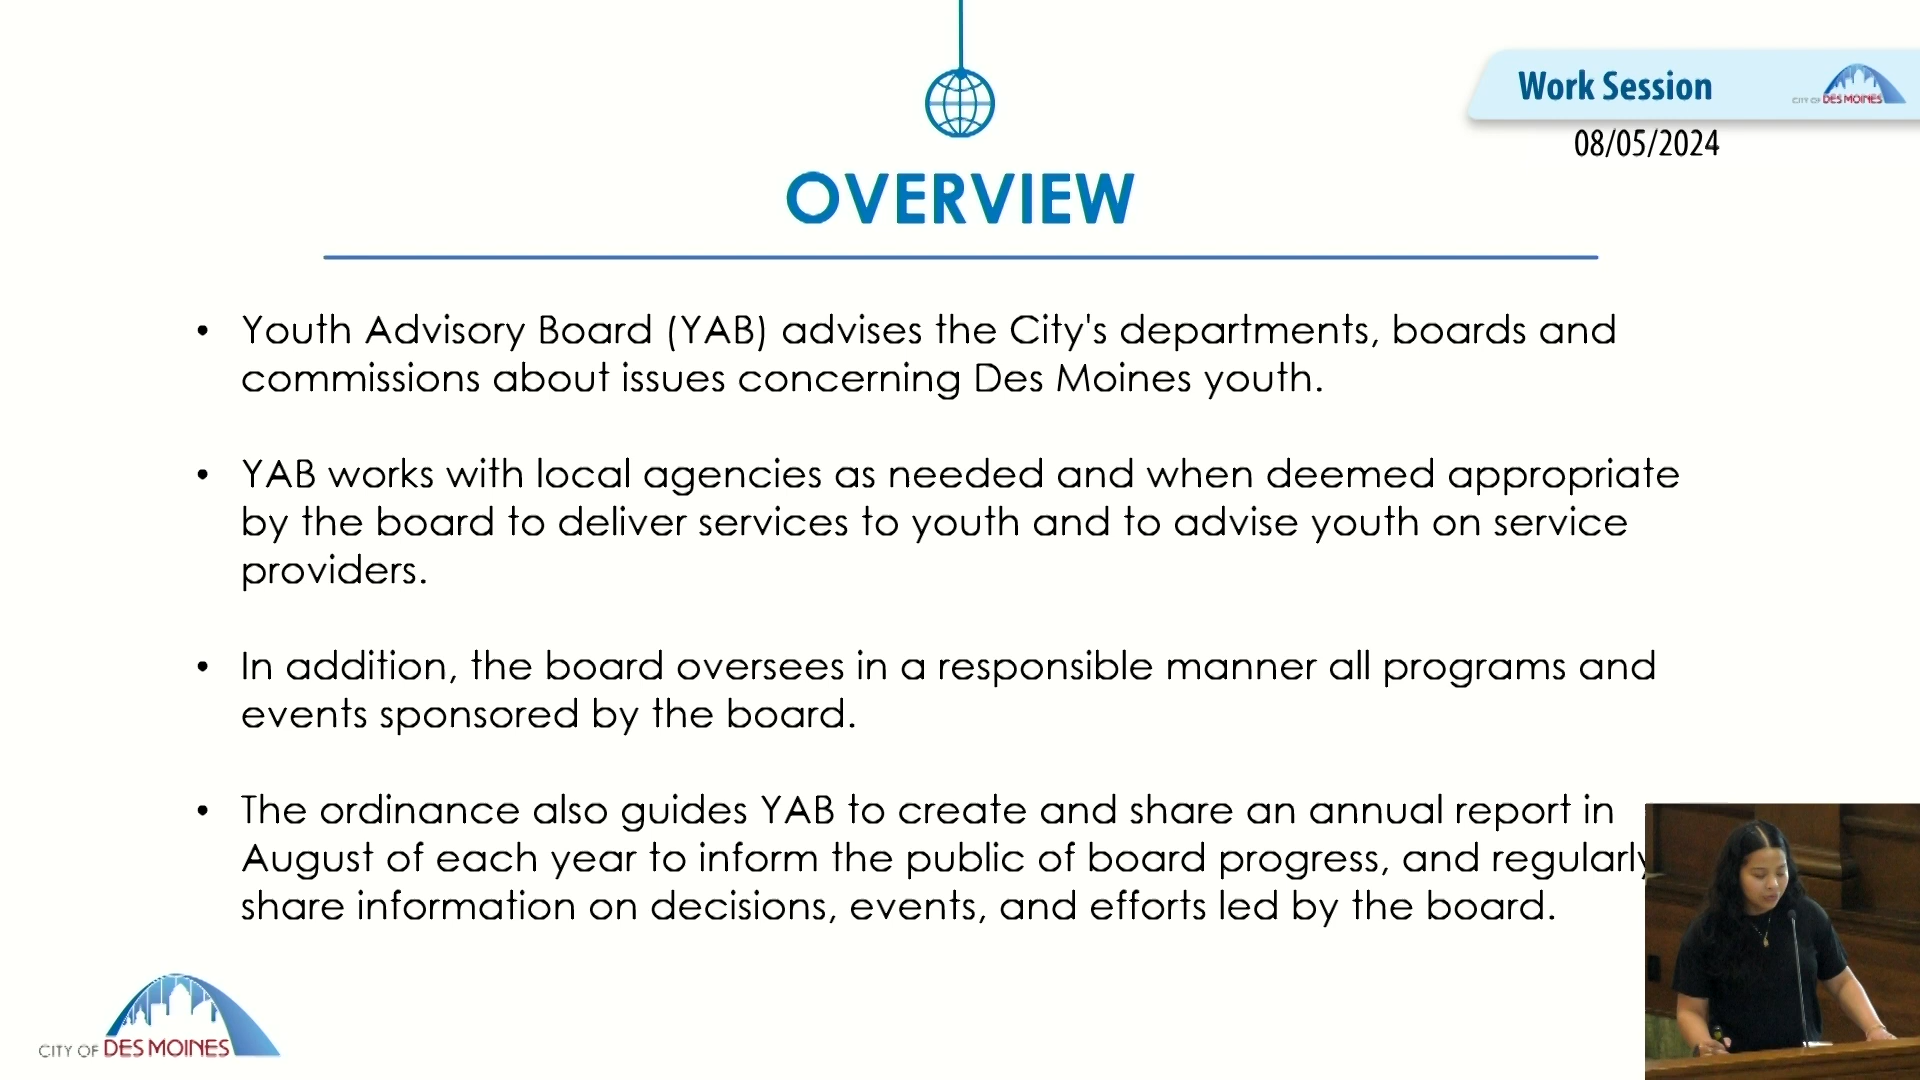 Work Session
CITY OF DES MOINES
08/05/2024
OVERVIEW
• Youth Advisory Board (YAB) advises the City's departments, boards and
commissions about issues concerning Des Moines youth.
• YAB works with local agencies as needed and when deemed appropriate
by the board to deliver services to youth and to advise youth on service
providers.
• In addition, the board oversees in a responsible manner all programs and
events sponsored by the board.
• The ordinance also guides YAB to create and share an annual report in
August of each year to inform the public of board progress, and regularly
share information on decisions, events, and efforts led by the board.
CITY OF DES MOINES